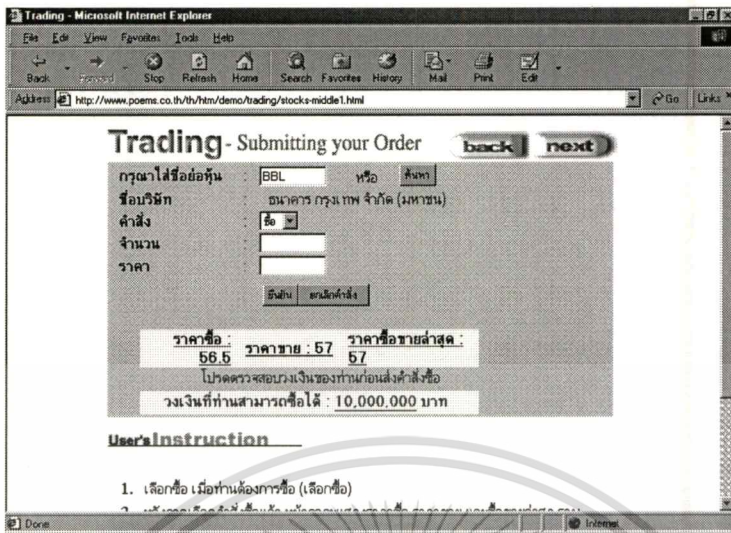 Trading - Microsoft Internet Explorer
File Edit View Favorites Tools Help
Back Forward Stop Refresh Home Search Favorites History Mail Print Edit
Address http://www.poems.co.th/th/htm/demo/trading/stocks-middle1.html Go Links
Trading - Submitting your Order back next
กรุณาใส่ชื่อย่อหุ้น : BBL หรือ ค้นหา
ชื่อบริษัท : ธนาคาร กรุงเทพ จำกัด (มหาชน)
คำสั่ง : ซื้อ
จำนวน :
ราคา :
ยืนยัน ยกเลิกคำสั่ง
ราคาซื้อ : 56.5 ราคาขาย : 57 ราคาซื้อขายล่าสุด : 57
โปรดตรวจสอบวงเงินของท่านก่อนส่งคำสั่งซื้อ
วงเงินที่ท่านสามารถซื้อได้ : 10,000,000 บาท
User's Instruction
1. เลือกซื้อ เมื่อท่านต้องการซื้อ (เลือกซื้อ)
Done Internet